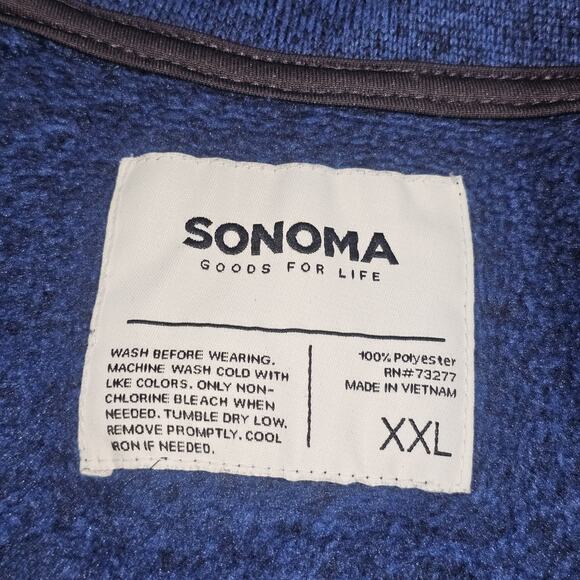 SONOMA
GOODS FOR LIFE
WASH BEFORE WEARING.
MACHINE WASH COLD WITH
LIKE COLORS. ONLY NON-
CHLORINE BLEACH WHEN
NEEDED. TUMBLE DRY LOW.
REMOVE PROMPTLY. COOL
IRON IF NEEDED.
100% Polyester
RN#73277
MADE IN VIETNAM
XXL